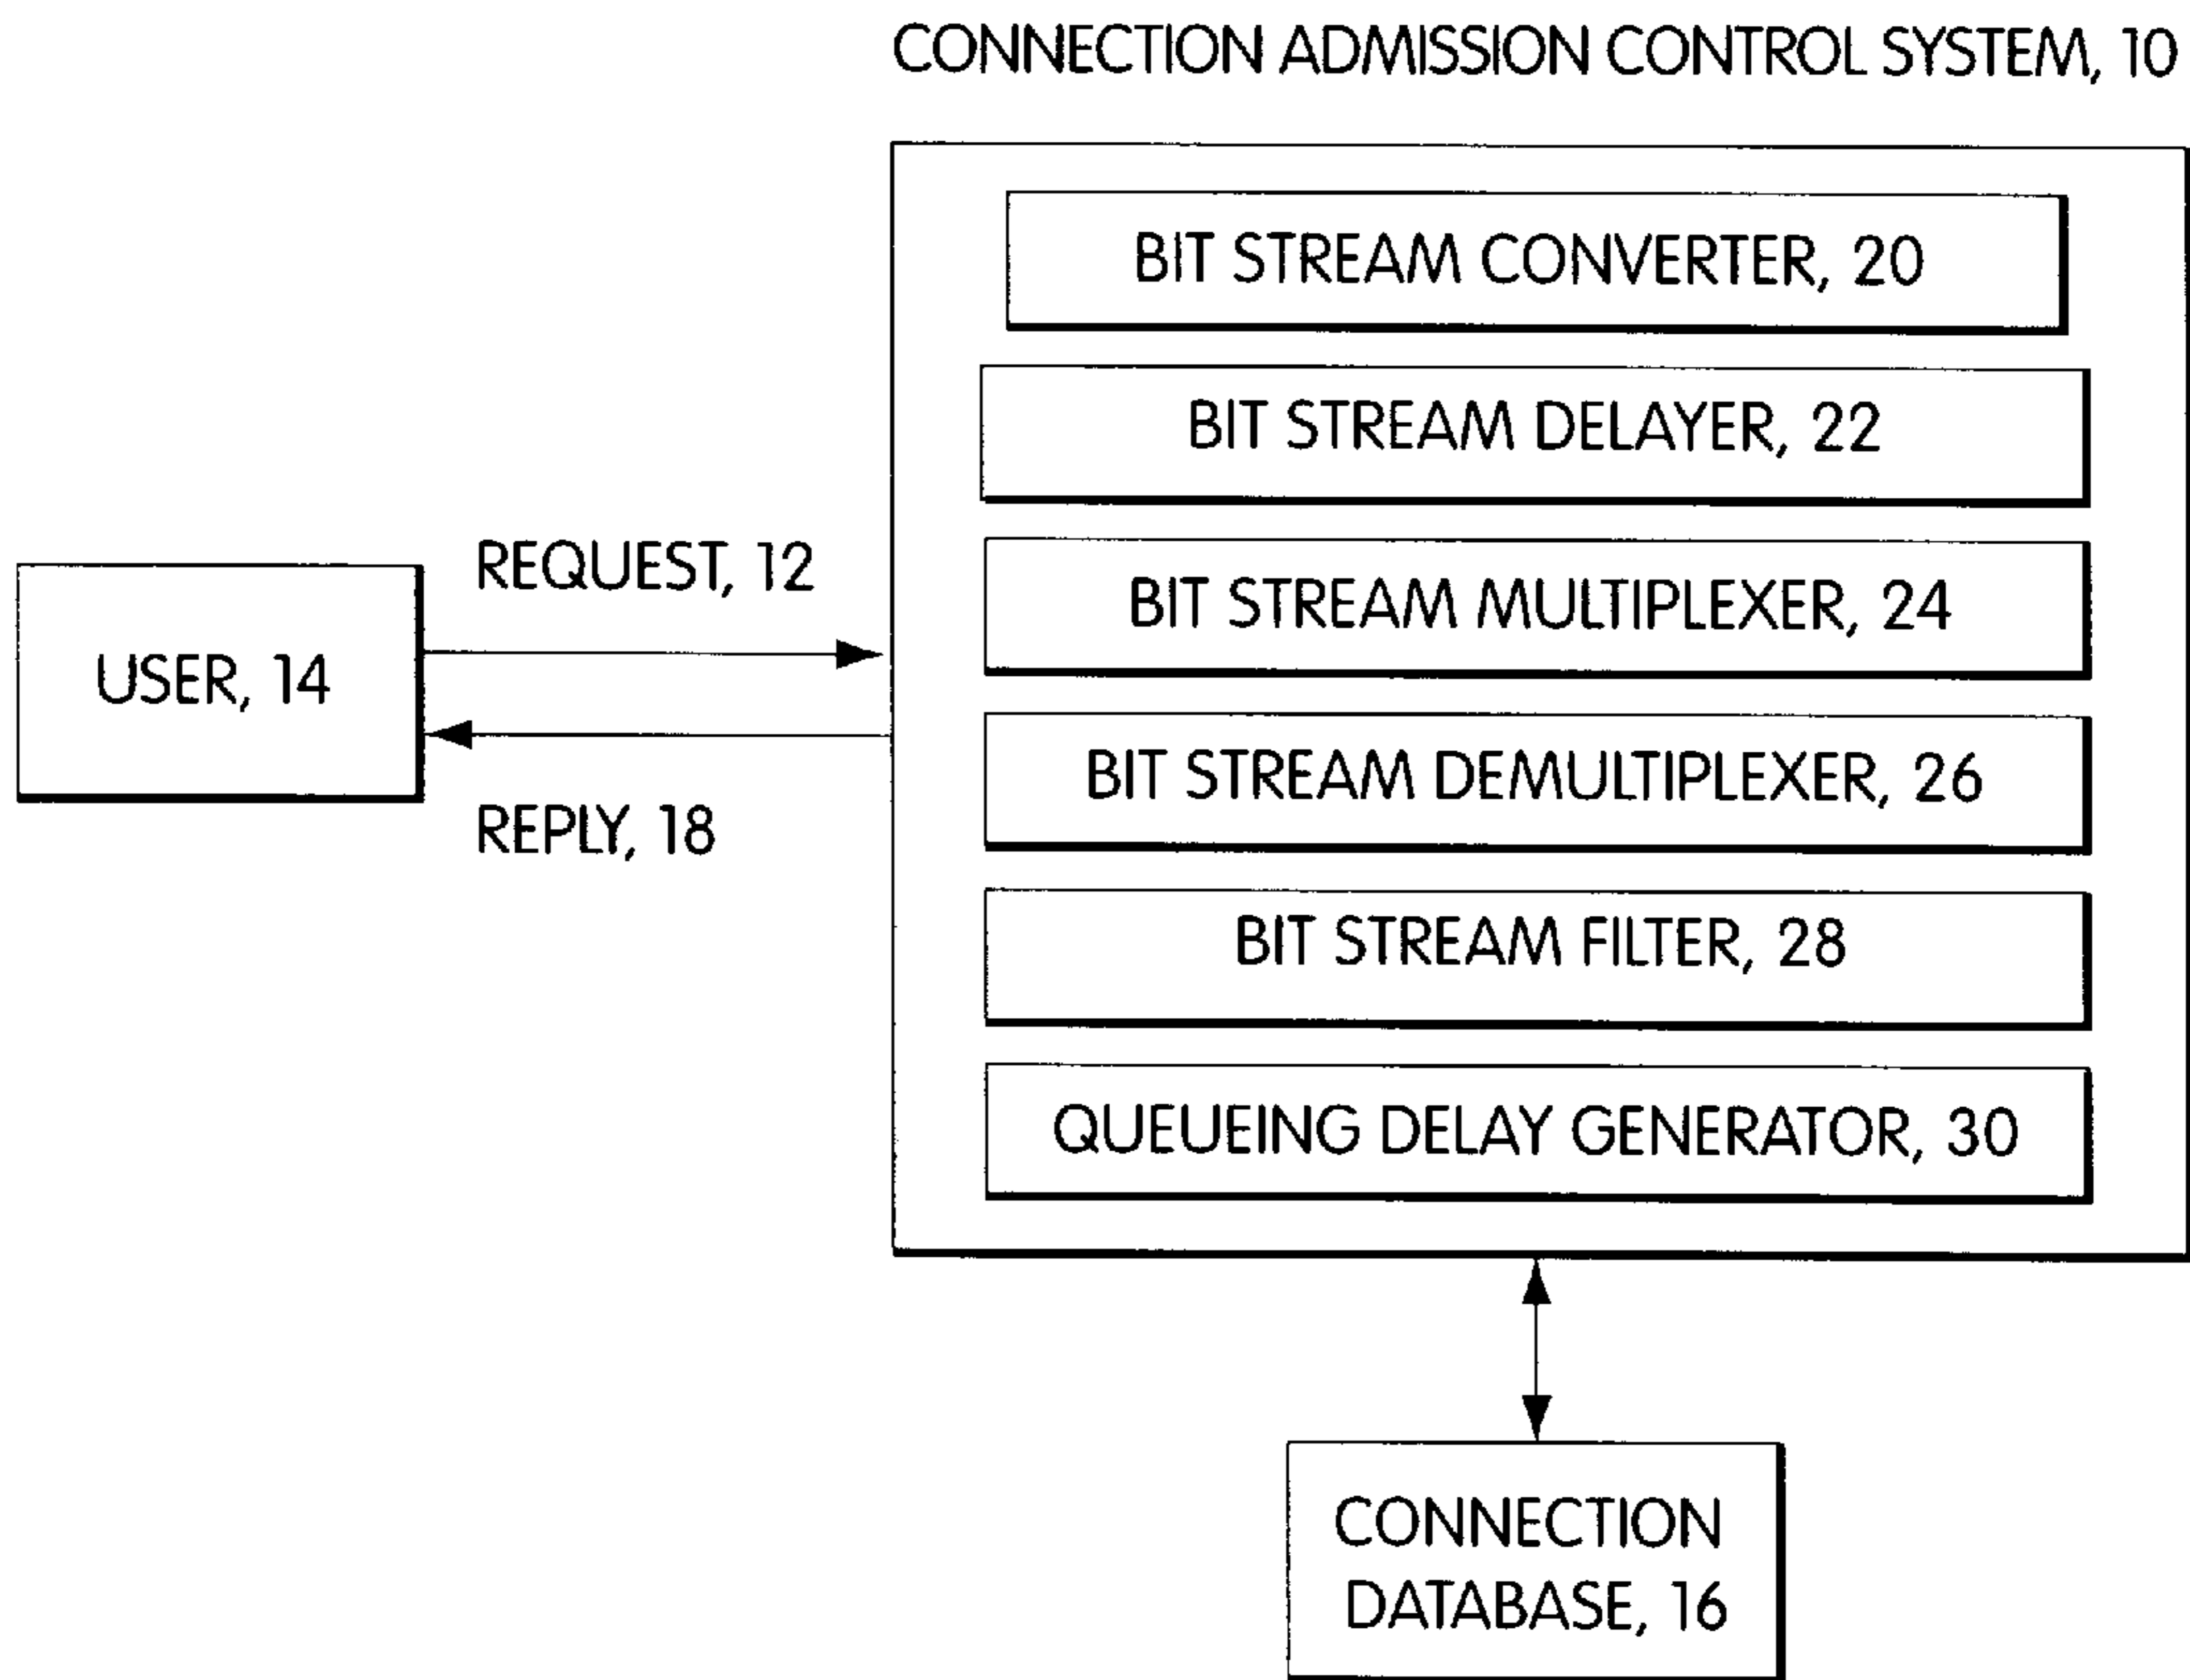 CONNECTION ADMISSION CONTROL SYSTEM, 10
BIT STREAM CONVERTER, 20
BIT STREAM DELAYER, 22
REQUEST, 12
BIT STREAM MULTIPLEXER, 24
USER, 14
BIT STREAM DEMULTIPLEXER, 26
REPLY, 18
BIT STREAM FILTER, 28
QUEUEING DELAY GENERATOR, 30
CONNECTION
DATABASE, 16